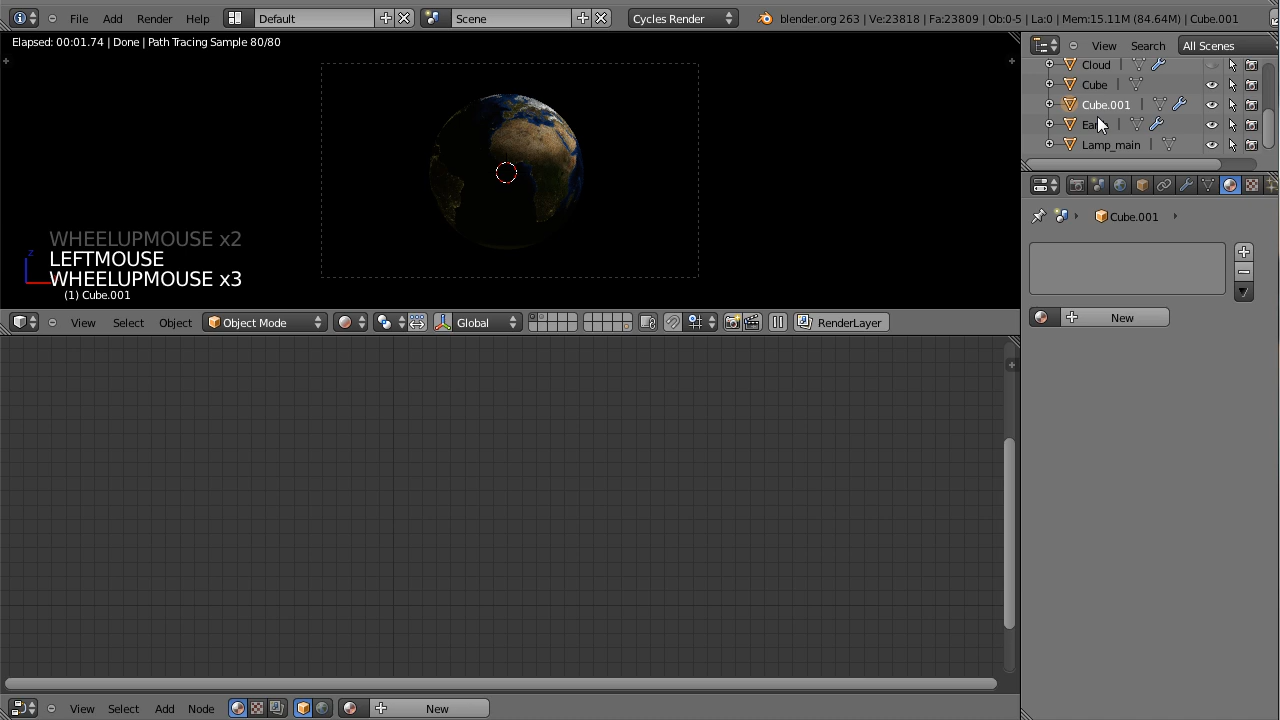 File Add Render Help Default Scene Cycles Render blender.org 263 | Ve:23818 | Fa:23809 | Ob:0-5 | La:0 | Mem:15.11M (84.64M) | Cube.001
Elapsed: 00:01.74 | Done | Path Tracing Sample 80/80
View Search All Scenes
Cloud
Cube
Cube.001
Lamp_main
Cube.001
New
WHEELUPMOUSE x2
LEFTMOUSE
WHEELUPMOUSE x3
(1) Cube.001
z
View Select Object Object Mode Global RenderLayer
View Select Add Node New